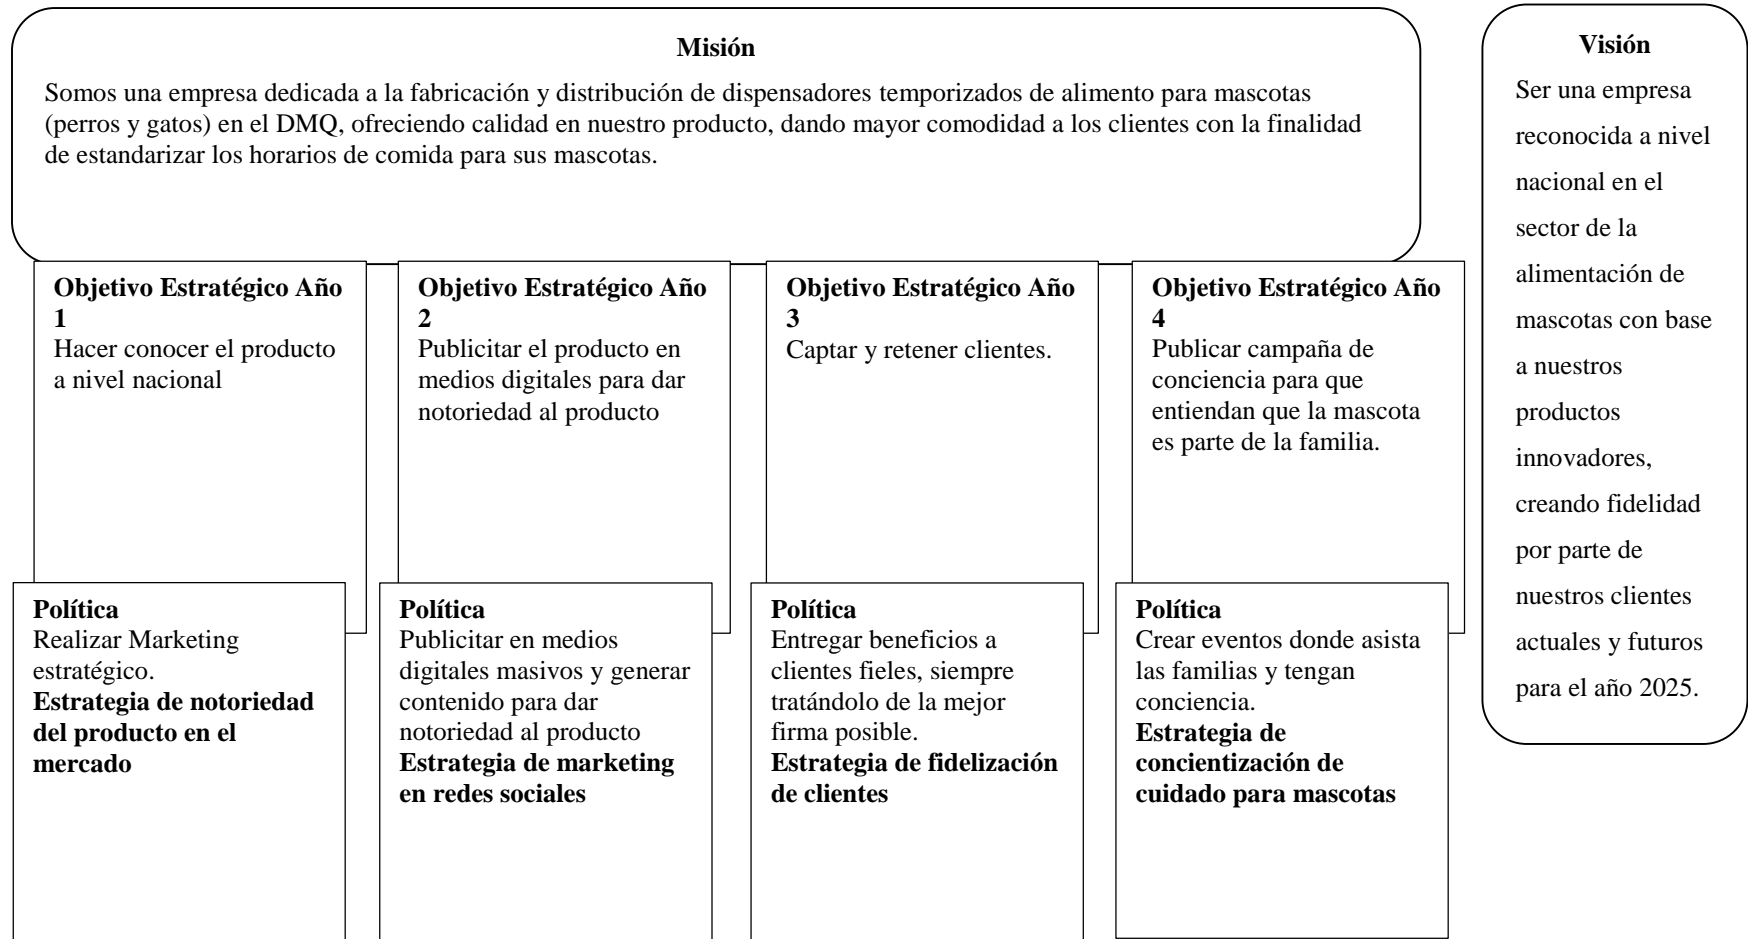 Misión
Somos una empresa dedicada a la fabricación y distribución de dispensadores temporizados de alimento para mascotas
(perros y gatos) en el DMQ, ofreciendo calidad en nuestro producto, dando mayor comodidad a los clientes con la finalidad
de estandarizar los horarios de comida para sus mascotas.
Objetivo Estratégico Año
1
Hacer conocer el producto
a nivel nacional
Objetivo Estratégico Año
2
Publicitar el producto en
medios digitales para dar
notoriedad al producto
Objetivo Estratégico Año
3
Captar y retener clientes.
Objetivo Estratégico Año
4
Publicar campaña de
conciencia para que
entiendan que la mascota
es parte de la familia.
Política
Realizar Marketing
estratégico.
Estrategia de notoriedad
del producto en el
mercado
Política
Publicitar en medios
digitales masivos y generar
contenido para dar
notoriedad al producto
Estrategia de marketing
en redes sociales
Política
Entregar beneficios a
clientes fieles, siempre
tratándolo de la mejor
firma posible.
Estrategia de fidelización
de clientes
Política
Crear eventos donde asista
las familias y tengan
conciencia.
Estrategia de
concientización de
cuidado para mascotas
Visión
Ser una empresa
reconocida a nivel
nacional en el
sector de la
alimentación de
mascotas con base
a nuestros
productos
innovadores,
creando fidelidad
por parte de
nuestros clientes
actuales y futuros
para el año 2025.